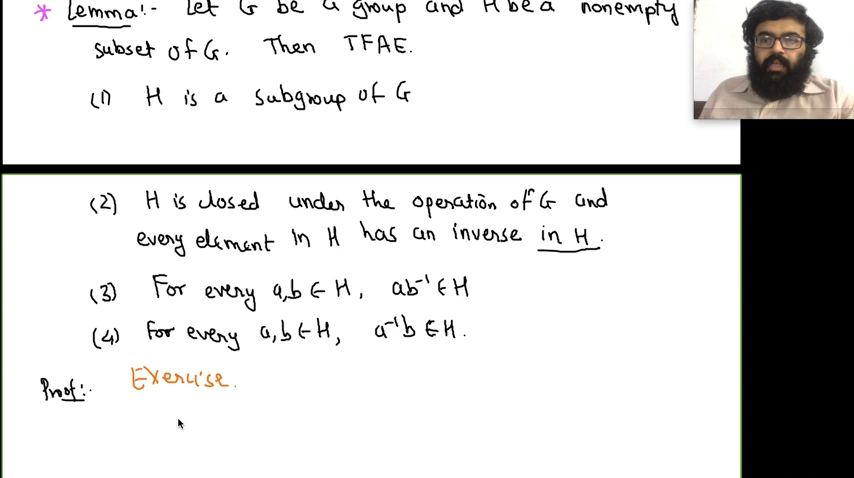 * Lemma:- Let G be a group and H be a nonempty
subset of G. Then TFAE.
(1) H is a subgroup of G
(2) H is closed under the operation of G and
every element in H has an inverse in H.
(3) For every a,b ∈ H, ab⁻¹ ∈ H
(4) For every a,b ∈ H, a⁻¹b ∈ H.
Proof:- Exercise.